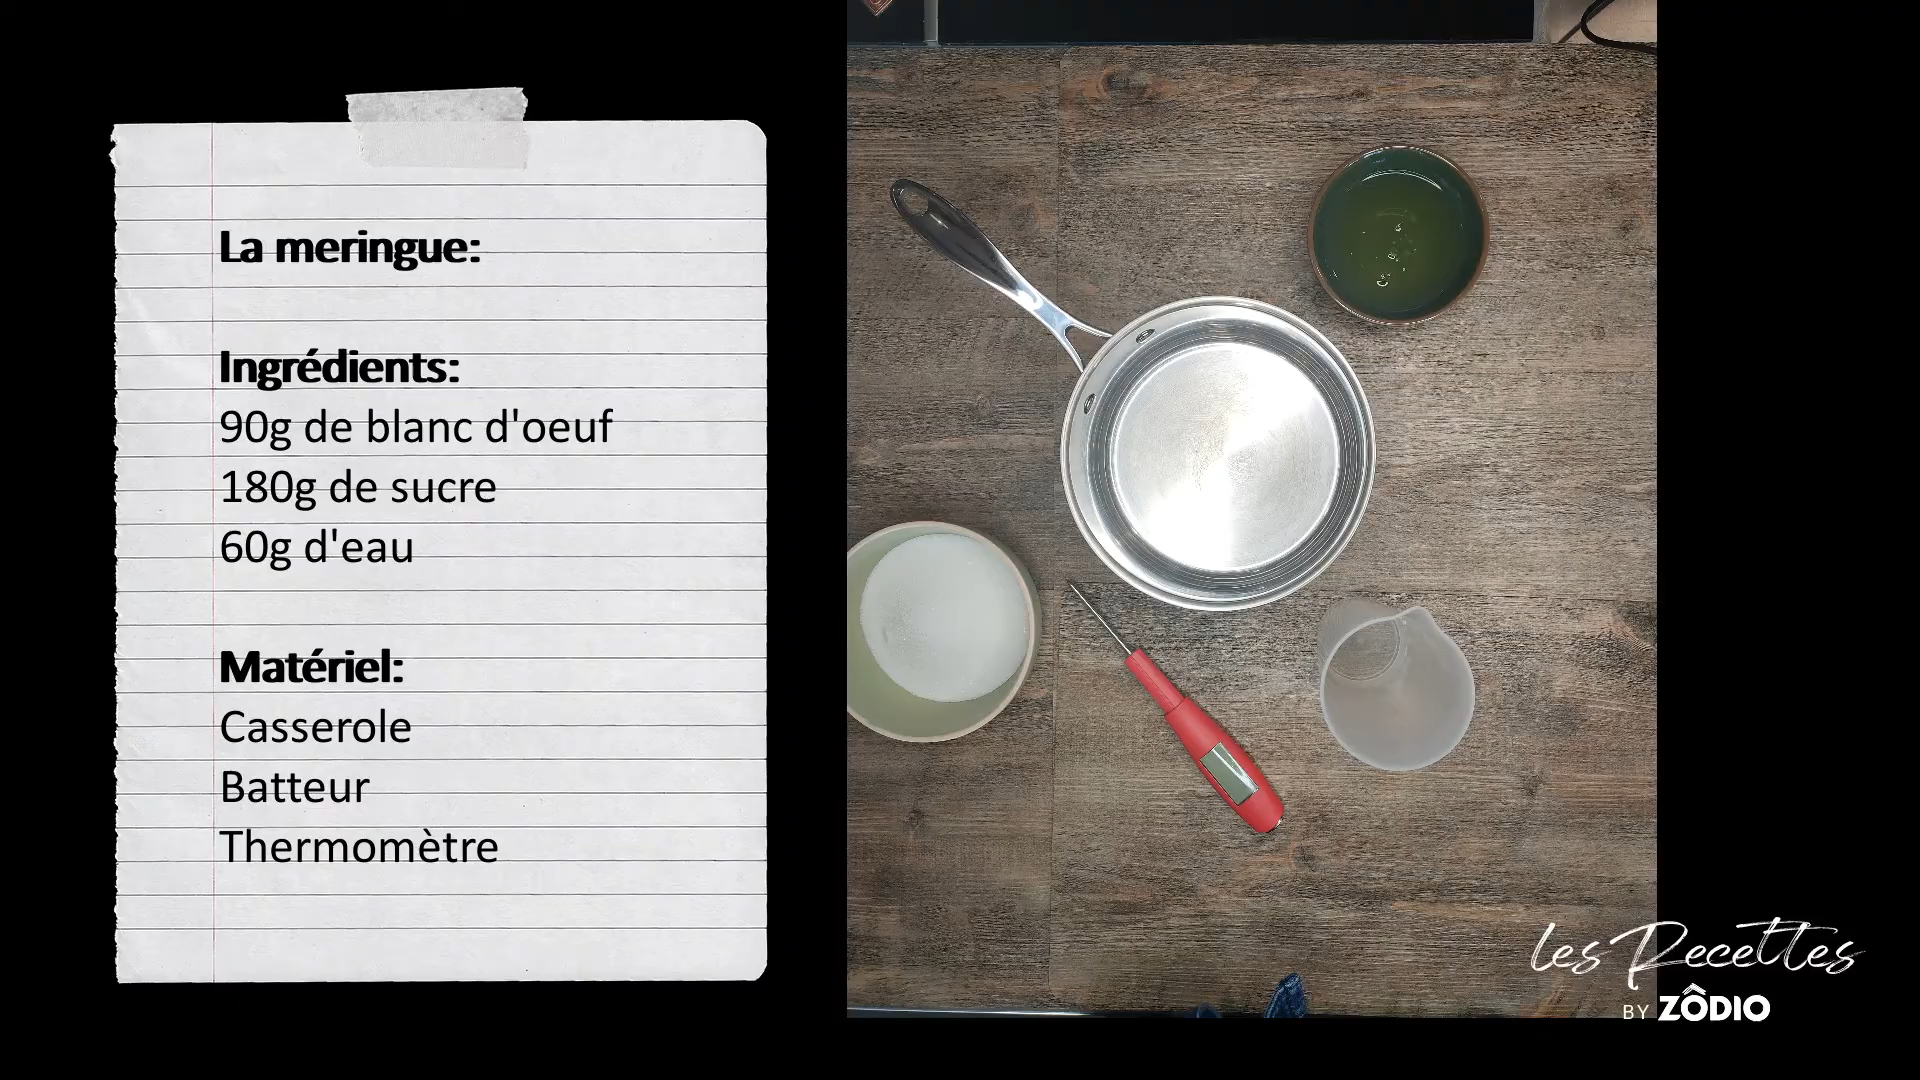 La meringue:
Ingrédients:
90g de blanc d'oeuf
180g de sucre
60g d'eau
Matériel:
Casserole
Batteur
Thermomètre
Les Recettes
BY ZÔDIO